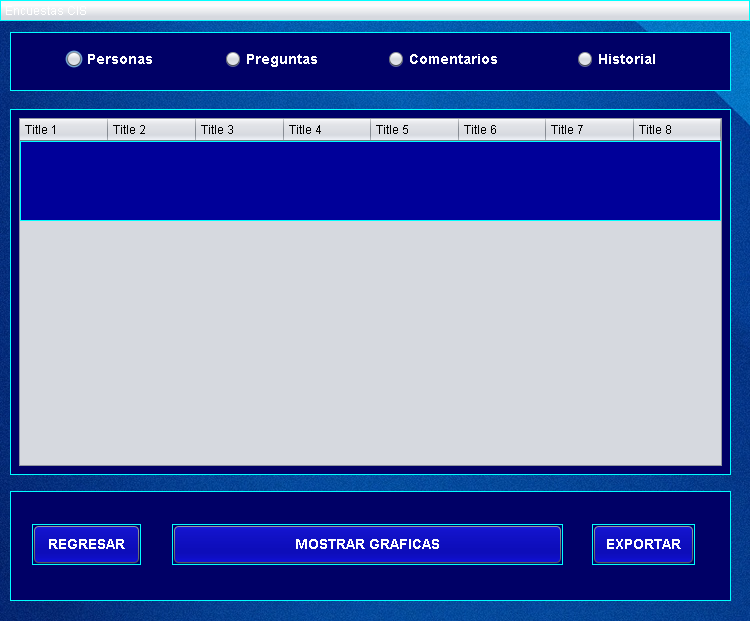 Encuestas CIS
Personas Preguntas Comentarios Historial
Title 1 Title 2 Title 3 Title 4 Title 5 Title 6 Title 7 Title 8
REGRESAR MOSTRAR GRAFICAS EXPORTAR